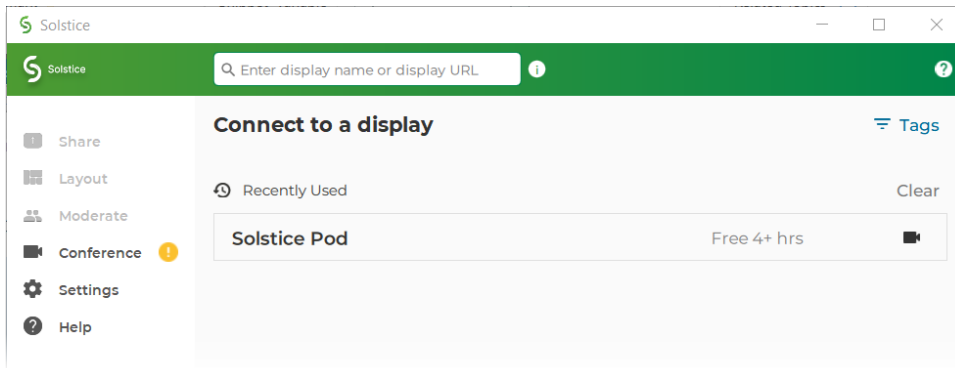 Solstice
Solstice
Enter display name or display URL
Connect to a display
Tags
Share
Layout
Moderate
Conference
Settings
Help
Recently Used
Clear
Solstice Pod
Free 4+ hrs